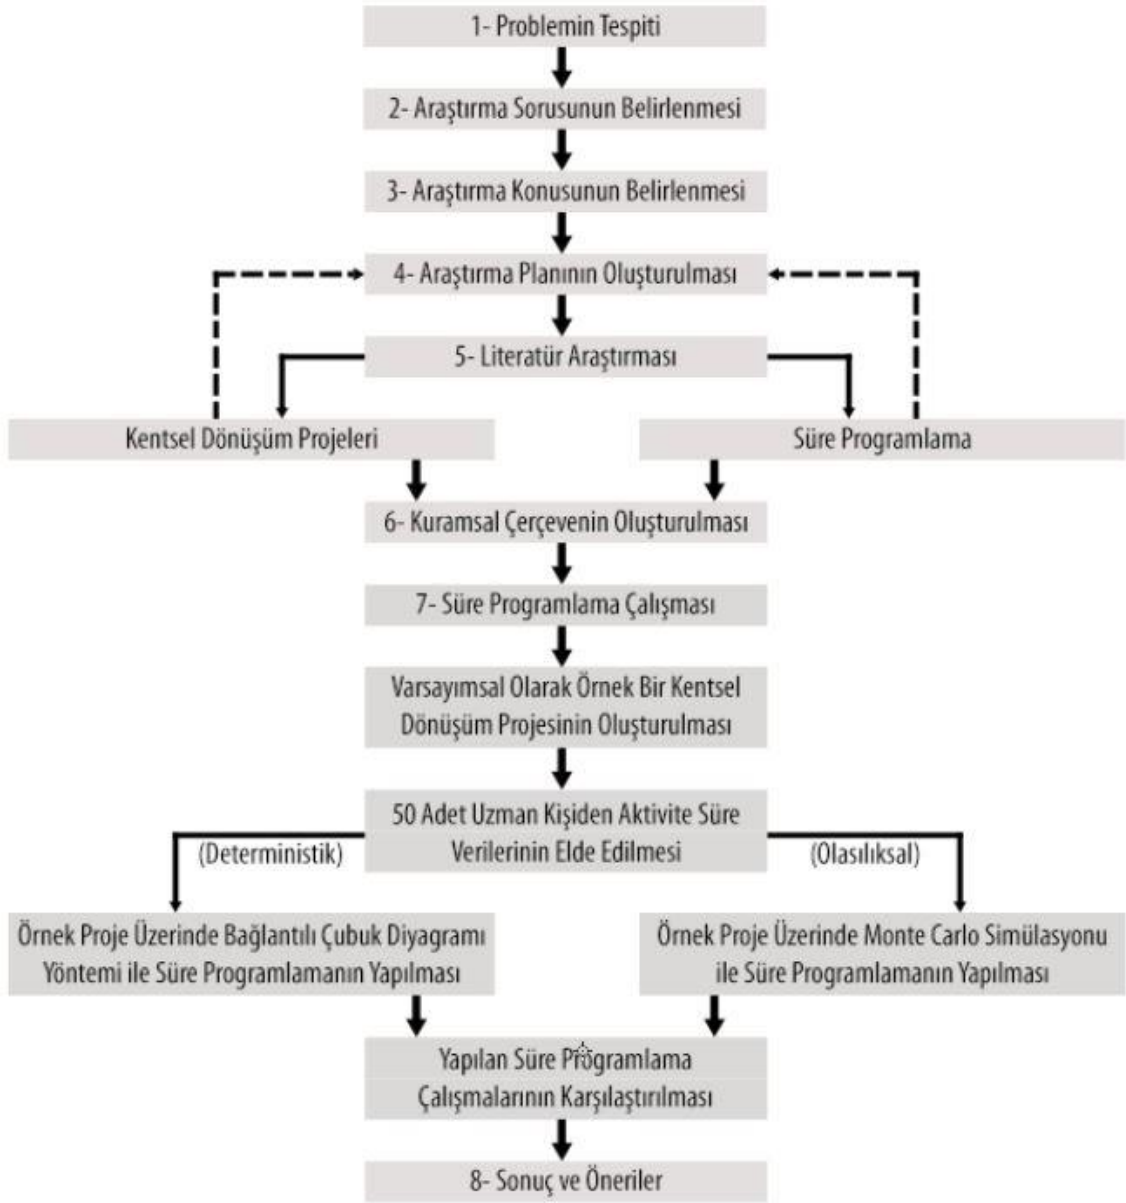 1- Problemin Tespiti
2- Araştırma Sorusunun Belirlenmesi
3- Araştırma Konusunun Belirlenmesi
4- Araştırma Planının Oluşturulması
5- Literatür Araştırması
Kentsel Dönüşüm Projeleri
Süre Programlama
6- Kuramsal Çerçevenin Oluşturulması
7- Süre Programlama Çalışması
Varsayımsal Olarak Örnek Bir Kentsel
Dönüşüm Projesinin Oluşturulması
50 Adet Uzman Kişiden Aktivite Süre
Verilerinin Elde Edilmesi
(Deterministik)
(Olasılıksal)
Örnek Proje Üzerinde Bağlantılı Çubuk Diyagramı
Yöntemi ile Süre Programlamanın Yapılması
Örnek Proje Üzerinde Monte Carlo Simülasyonu
ile Süre Programlamanın Yapılması
Yapılan Süre Programlama
Çalışmalarının Karşılaştırılması
8- Sonuç ve Öneriler